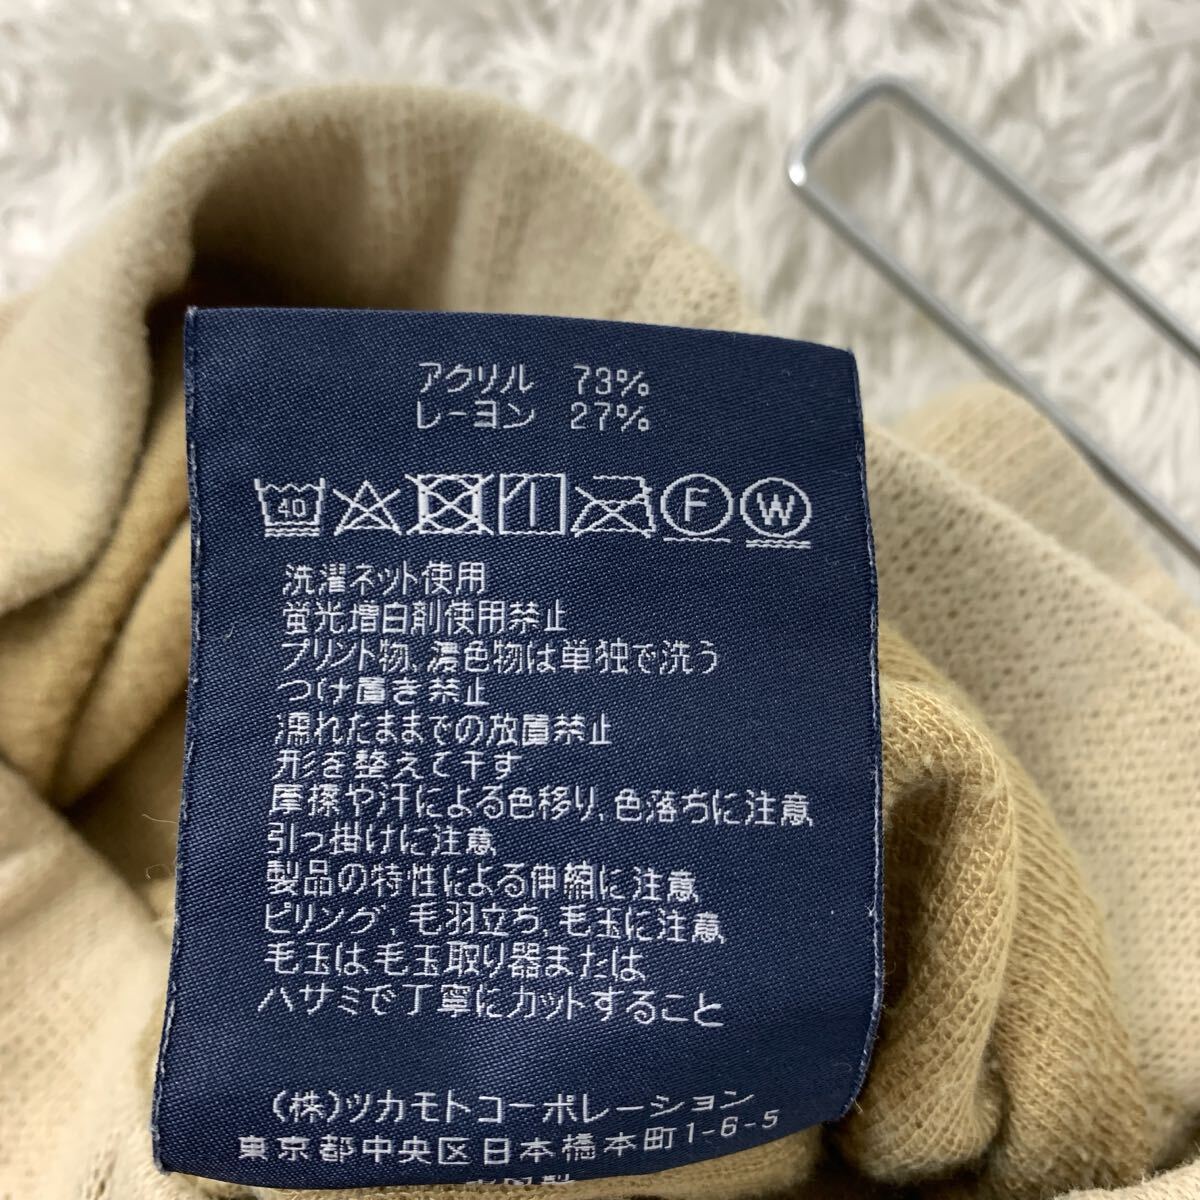 アクリル 73%
レーヨン 27%
40 F W
洗濯ネット使用
蛍光増白剤使用禁止
プリント物、濃色物は単独で洗う
つけ置き禁止
濡れたままでの放置禁止
形を整えて干す
摩擦や汗による色移り、色落ちに注意
引っ掛けに注意
製品の特性による伸縮に注意
ピリング、毛羽立ち、毛玉に注意
毛玉は毛玉取り器または
ハサミで丁寧にカットすること
(株)ツカモトコーポレーション
東京都中央区日本橋本町1-6-5